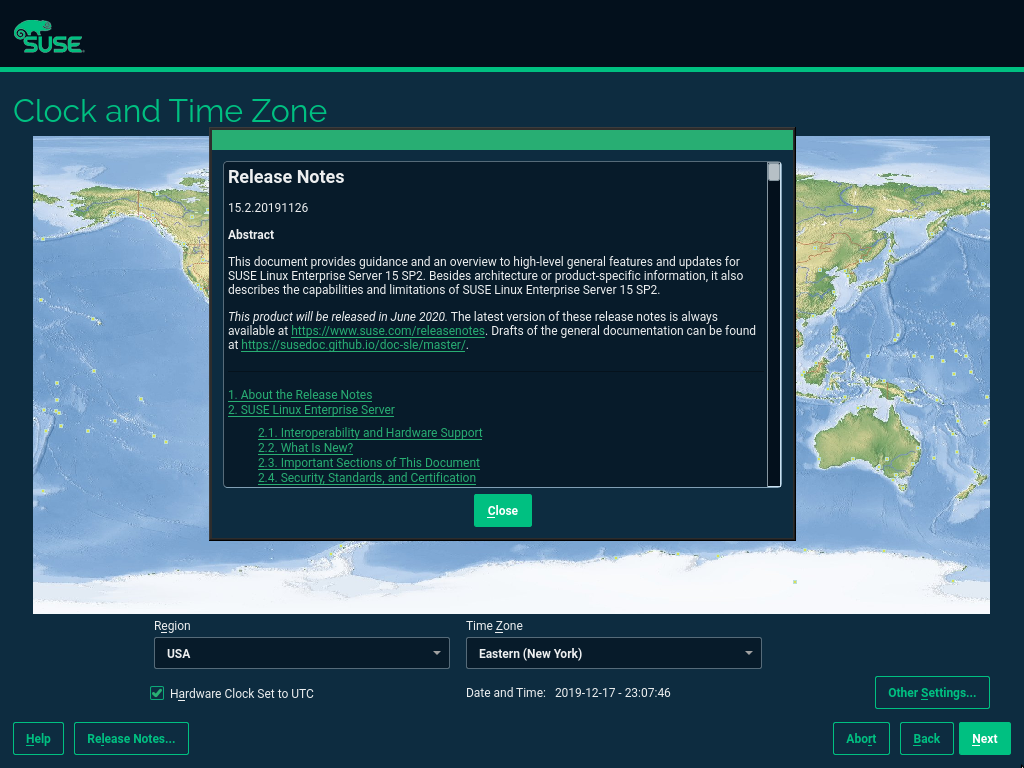 SUSE
Clock and Time Zone
Release Notes
15.2.20191126
Abstract
This document provides guidance and an overview to high-level general features and updates for
SUSE Linux Enterprise Server 15 SP2. Besides architecture or product-specific information, it also
describes the capabilities and limitations of SUSE Linux Enterprise Server 15 SP2.
This product will be released in June 2020. The latest version of these release notes is always
available at https://www.suse.com/releasenotes. Drafts of the general documentation can be found
at https://susedoc.github.io/doc-sle/master/.
1. About the Release Notes
2. SUSE Linux Enterprise Server
2.1. Interoperability and Hardware Support
2.2. What Is New?
2.3. Important Sections of This Document
2.4. Security, Standards, and Certification
Close
Region
Time Zone
USA
Eastern (New York)
Hardware Clock Set to UTC
Date and Time: 2019-12-17 - 23:07:46
Other Settings...
Help
Release Notes...
Abort
Back
Next